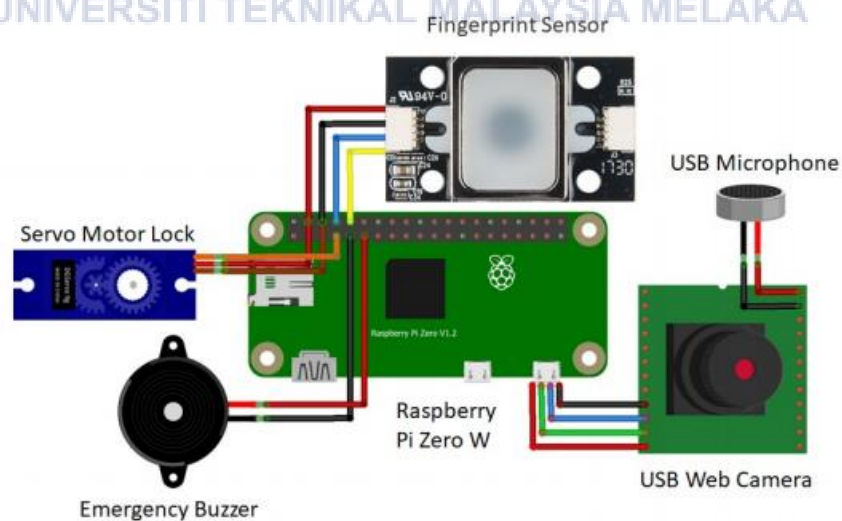 UNIVERSITI TEKNIKAL MALAYSIA MELAKA
Fingerprint Sensor
94V-0
1730
USB Microphone
Servo Motor Lock
Raspberry Pi Zero V1.2
Raspberry
Pi Zero W
USB Web Camera
Emergency Buzzer